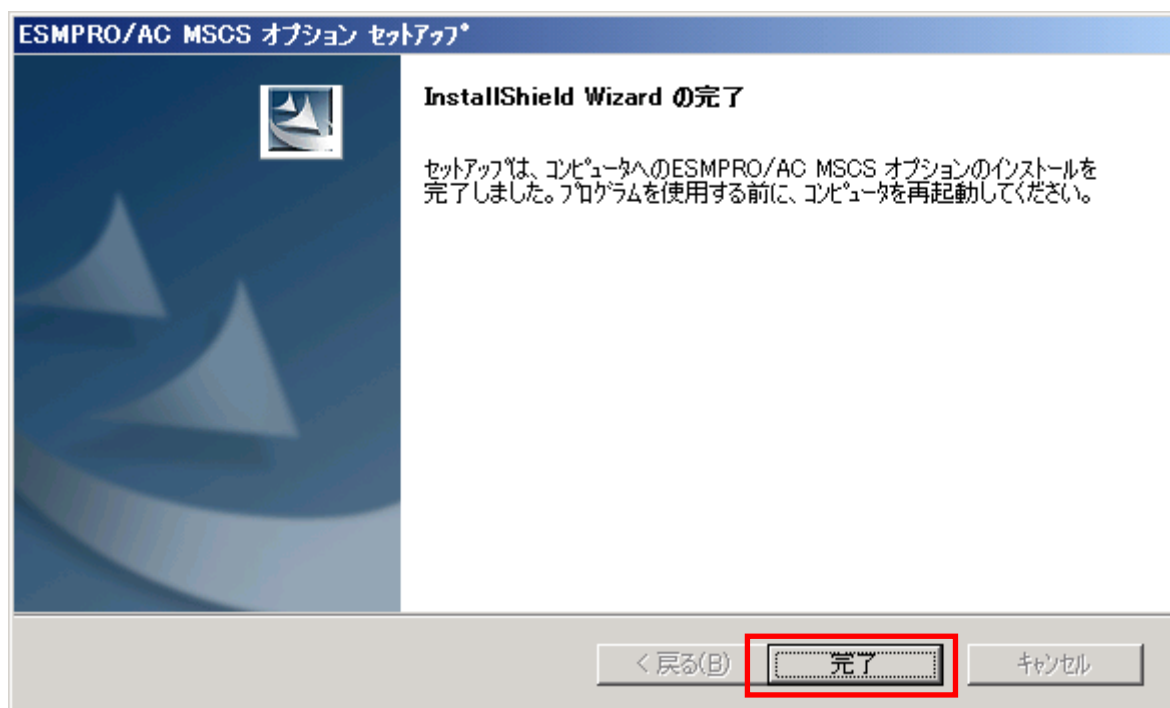 ESMPRO/AC MSCS オプション セットアップ
InstallShield Wizard の完了
セットアップは、コンピュータへのESMPRO/AC MSCS オプションのインストールを
完了しました。プログラムを使用する前に、コンピュータを再起動してください。
< 戻る(B)
完了
キャンセル